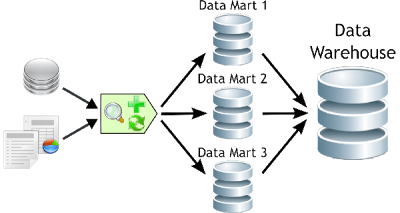 Data Mart 1
Data
Warehouse
Data Mart 2
Data Mart 3